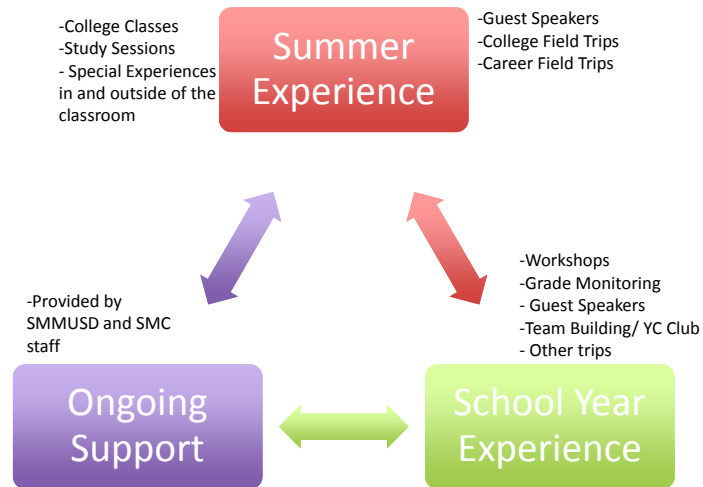 -College Classes
-Study Sessions
- Special Experiences
in and outside of the
classroom
Summer
Experience
-Guest Speakers
-College Field Trips
-Career Field Trips
-Provided by
SMMUSD and SMC
staff
-Workshops
-Grade Monitoring
- Guest Speakers
-Team Building/ YC Club
- Other trips
Ongoing
Support
School Year
Experience